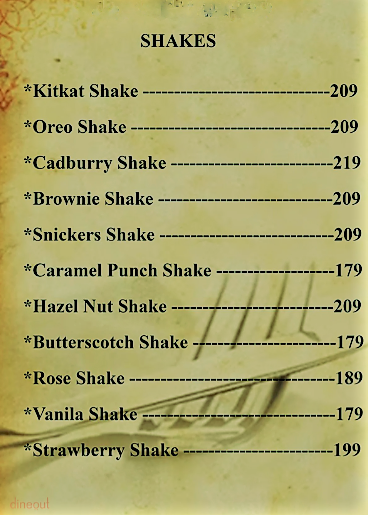 SHAKES
*Kitkat Shake -----------------------------209
*Oreo Shake -------------------------------209
*Cadburry Shake --------------------------219
*Brownie Shake ---------------------------209
*Snickers Shake ---------------------------209
*Caramel Punch Shake -------------------179
*Hazel Nut Shake --------------------------209
*Butterscotch Shake -----------------------179
*Rose Shake --------------------------------189
*Vanila Shake -------------------------------179
*Strawberry Shake ------------------------199
dineout